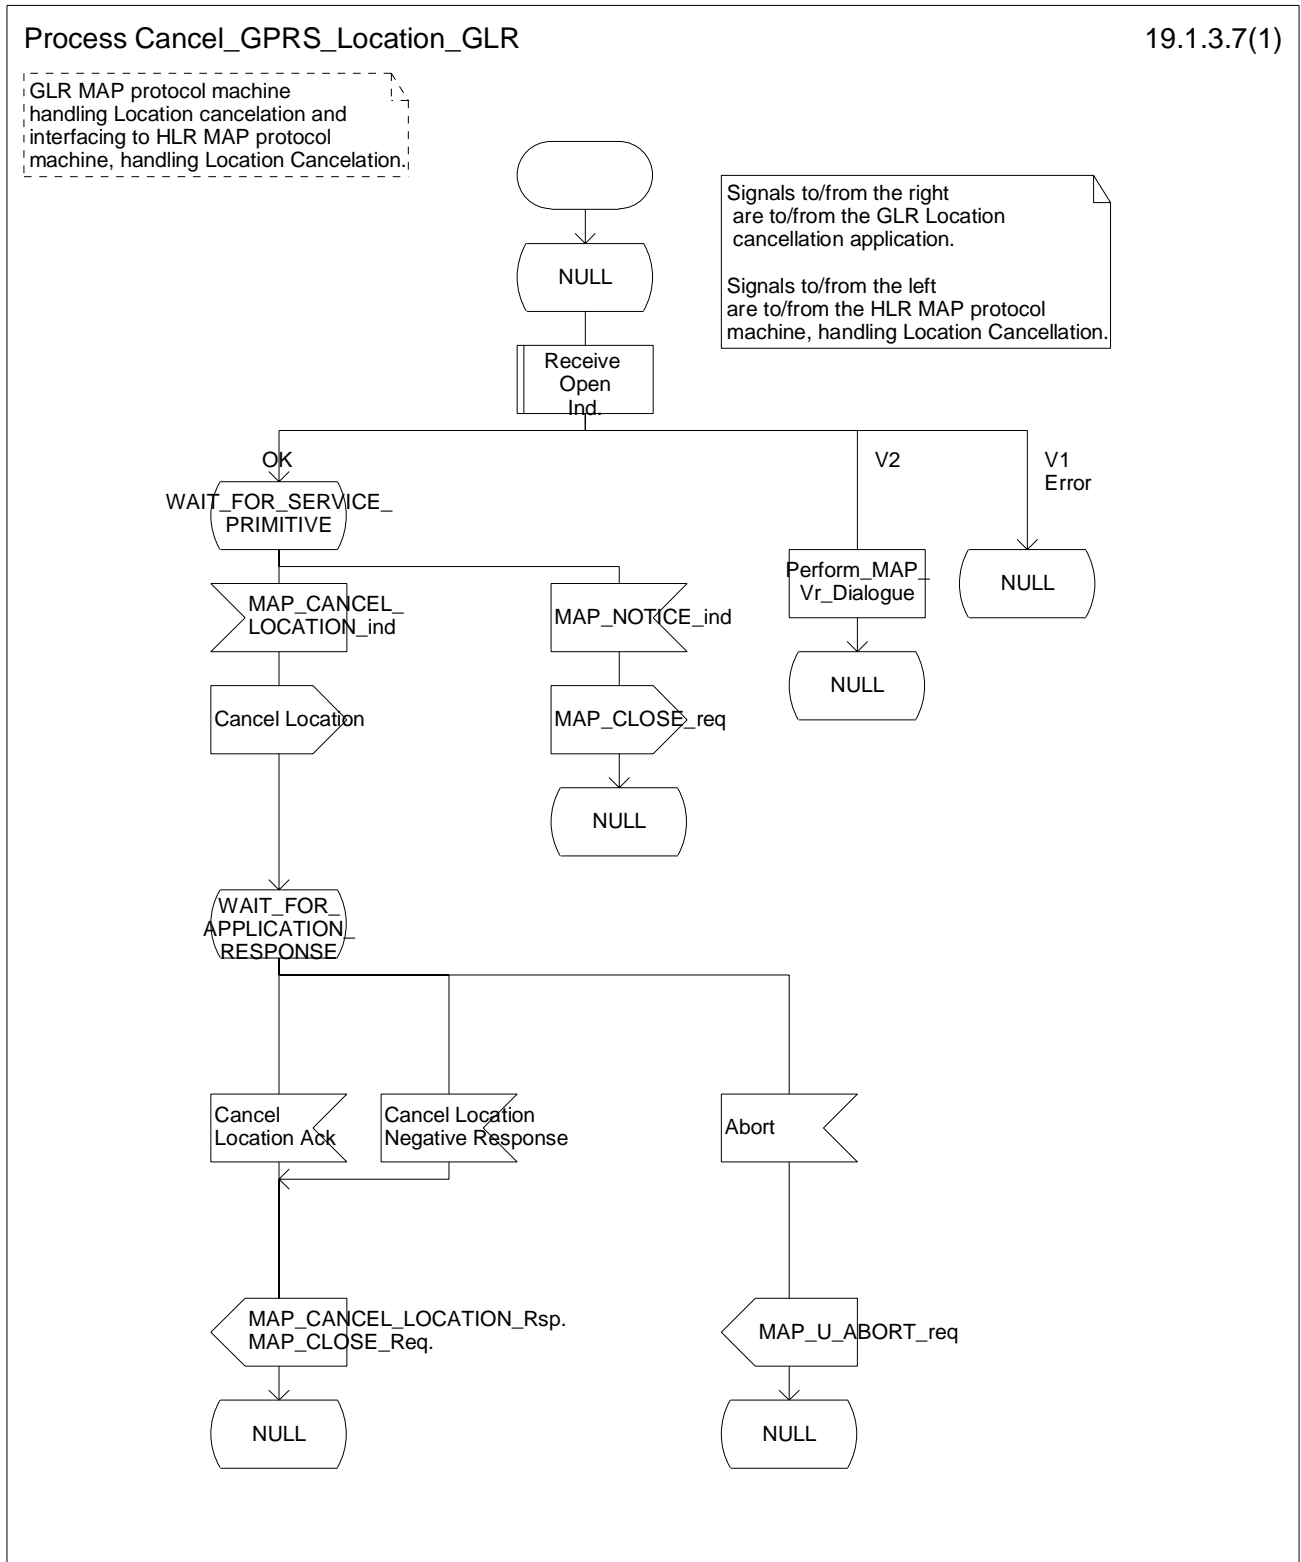 Process Cancel_GPRS_Location_GLR
19.1.3.7(1)
GLR MAP protocol machine
handling Location cancelation and
interfacing to HLR MAP protocol
machine, handling Location Cancelation.
Signals to/from the right
are to/from the GLR Location
cancellation application.
Signals to/from the left
are to/from the HLR MAP protocol
machine, handling Location Cancellation.
NULL
Receive
Open
Ind.
OK
V2
V1
Error
WAIT_FOR_SERVICE_
PRIMITIVE
Perform_MAP_
Vr_Dialogue
NULL
MAP_CANCEL_
LOCATION_ind
MAP_NOTICE_ind
NULL
Cancel Location
MAP_CLOSE_req
NULL
WAIT_FOR_
APPLICATION_
RESPONSE
Cancel
Location Ack
Cancel Location
Negative Response
Abort
MAP_CANCEL_LOCATION_Rsp.
MAP_CLOSE_Req.
MAP_U_ABORT_req
NULL
NULL